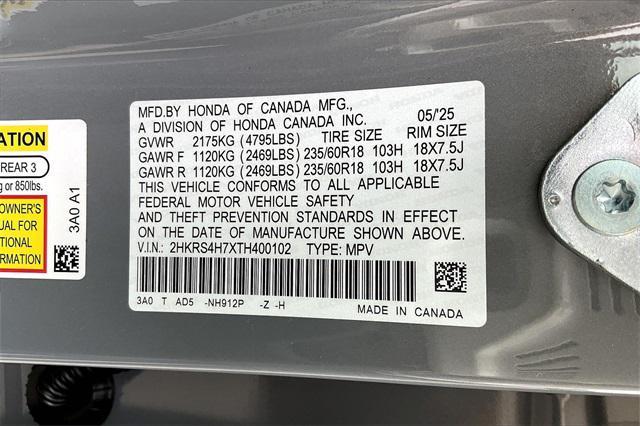 ATION
REAR 3
g or 850lbs.
OWNER'S
UAL FOR
TIONAL
ORMATION
3A0 A1
MFD.BY HONDA OF CANADA MFG.,
A DIVISION OF HONDA CANADA INC. 05/'25
GVWR 2175KG (4795LBS) TIRE SIZE RIM SIZE
GAWR F 1120KG (2469LBS) 235/60R18 103H 18X7.5J
GAWR R 1120KG (2469LBS) 235/60R18 103H 18X7.5J
THIS VEHICLE CONFORMS TO ALL APPLICABLE
FEDERAL MOTOR VEHICLE SAFETY
AND THEFT PREVENTION STANDARDS IN EFFECT
ON THE DATE OF MANUFACTURE SHOWN ABOVE.
V.I.N.: 2HKRS4H7XTH400102 TYPE: MPV
3A0 T AD5 -NH912P -Z -H
MADE IN CANADA